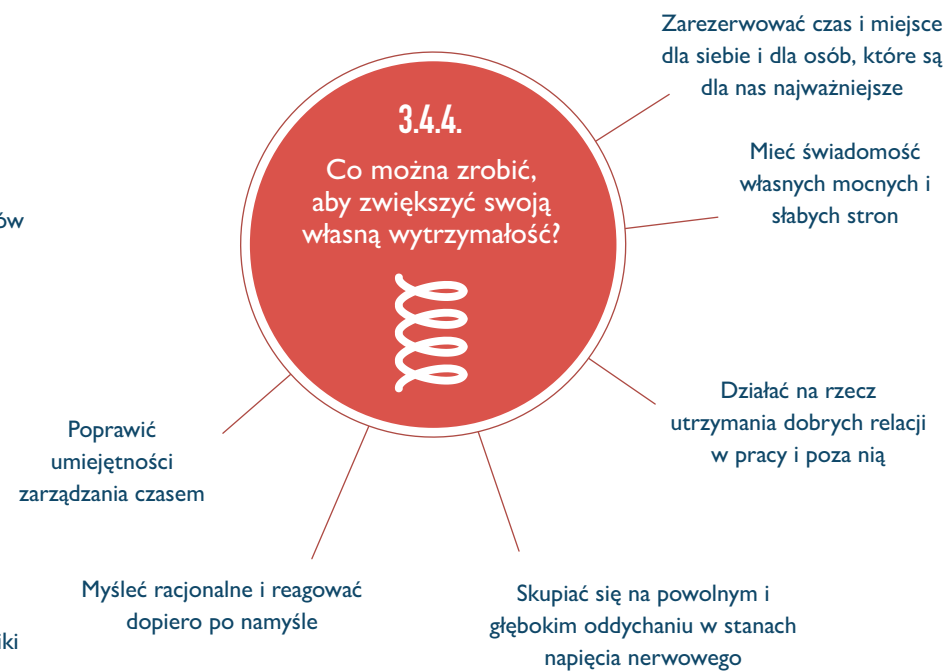 3.4.4.
Co można zrobić,
aby zwiększyć swoją
własną wytrzymałość?
Zarezerwować czas i miejsce
dla siebie i dla osób, które są
dla nas najważniejsze
Mieć świadomość
własnych mocnych i
słabych stron
Działać na rzecz
utrzymania dobrych relacji
w pracy i poza nią
Skupiać się na powolnym i
głębokim oddychaniu w stanach
napięcia nerwowego
Myśleć racjonalne i reagować
dopiero po namyśle
Poprawić
umiejętności
zarządzania czasem
ów
iki